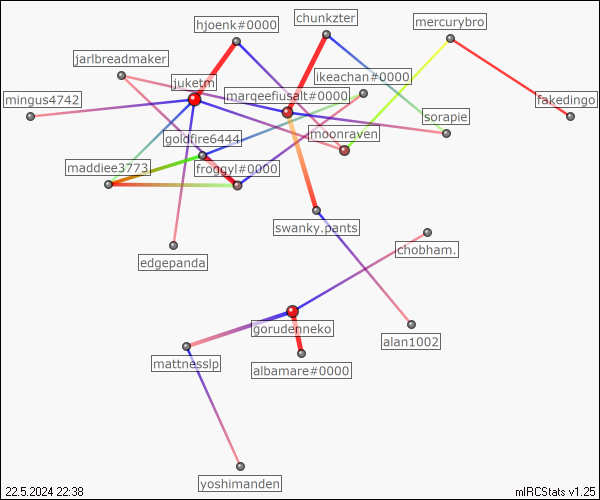 hjoenk#0000
chunkzter
mercurybro
jarlbreadmaker
juketm
ikeachan#0000
mingus4742
marqeefiusalt#0000
fakedingo
sorapie
moonraven
goldfire6444
maddiee3773
froggyl#0000
swanky.pants
chobham.
edgepanda
gorudenneko
alan1002
mattnesslp
albamare#0000
yoshimanden
22.5.2024 22:38
mIRCStats v1.25